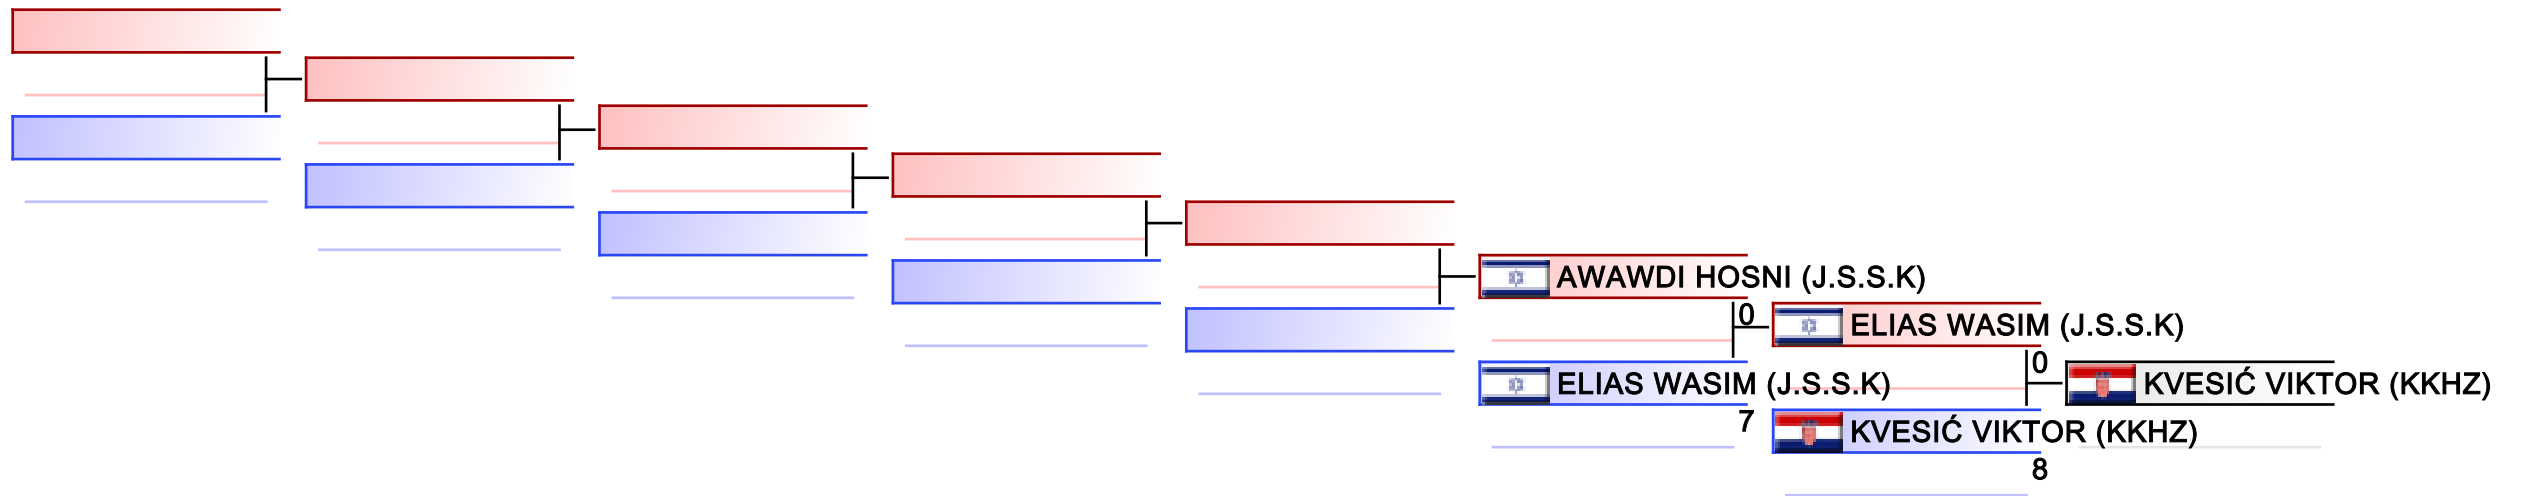 AWAWDI HOSNI (J.S.S.K)
0
ELIAS WASIM (J.S.S.K)
7
ELIAS WASIM (J.S.S.K)
0
KVESIĆ VIKTOR (KKHZ)
8
KVESIĆ VIKTOR (KKHZ)